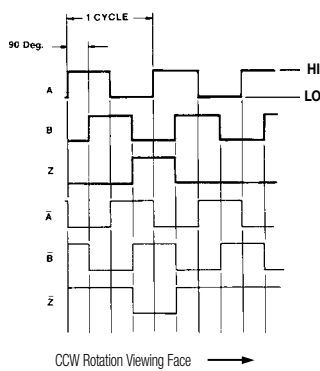 1 CYCLE
90 Deg.
HI
A
LO
B
Z
A̅
B̅
Z̅
CCW Rotation Viewing Face